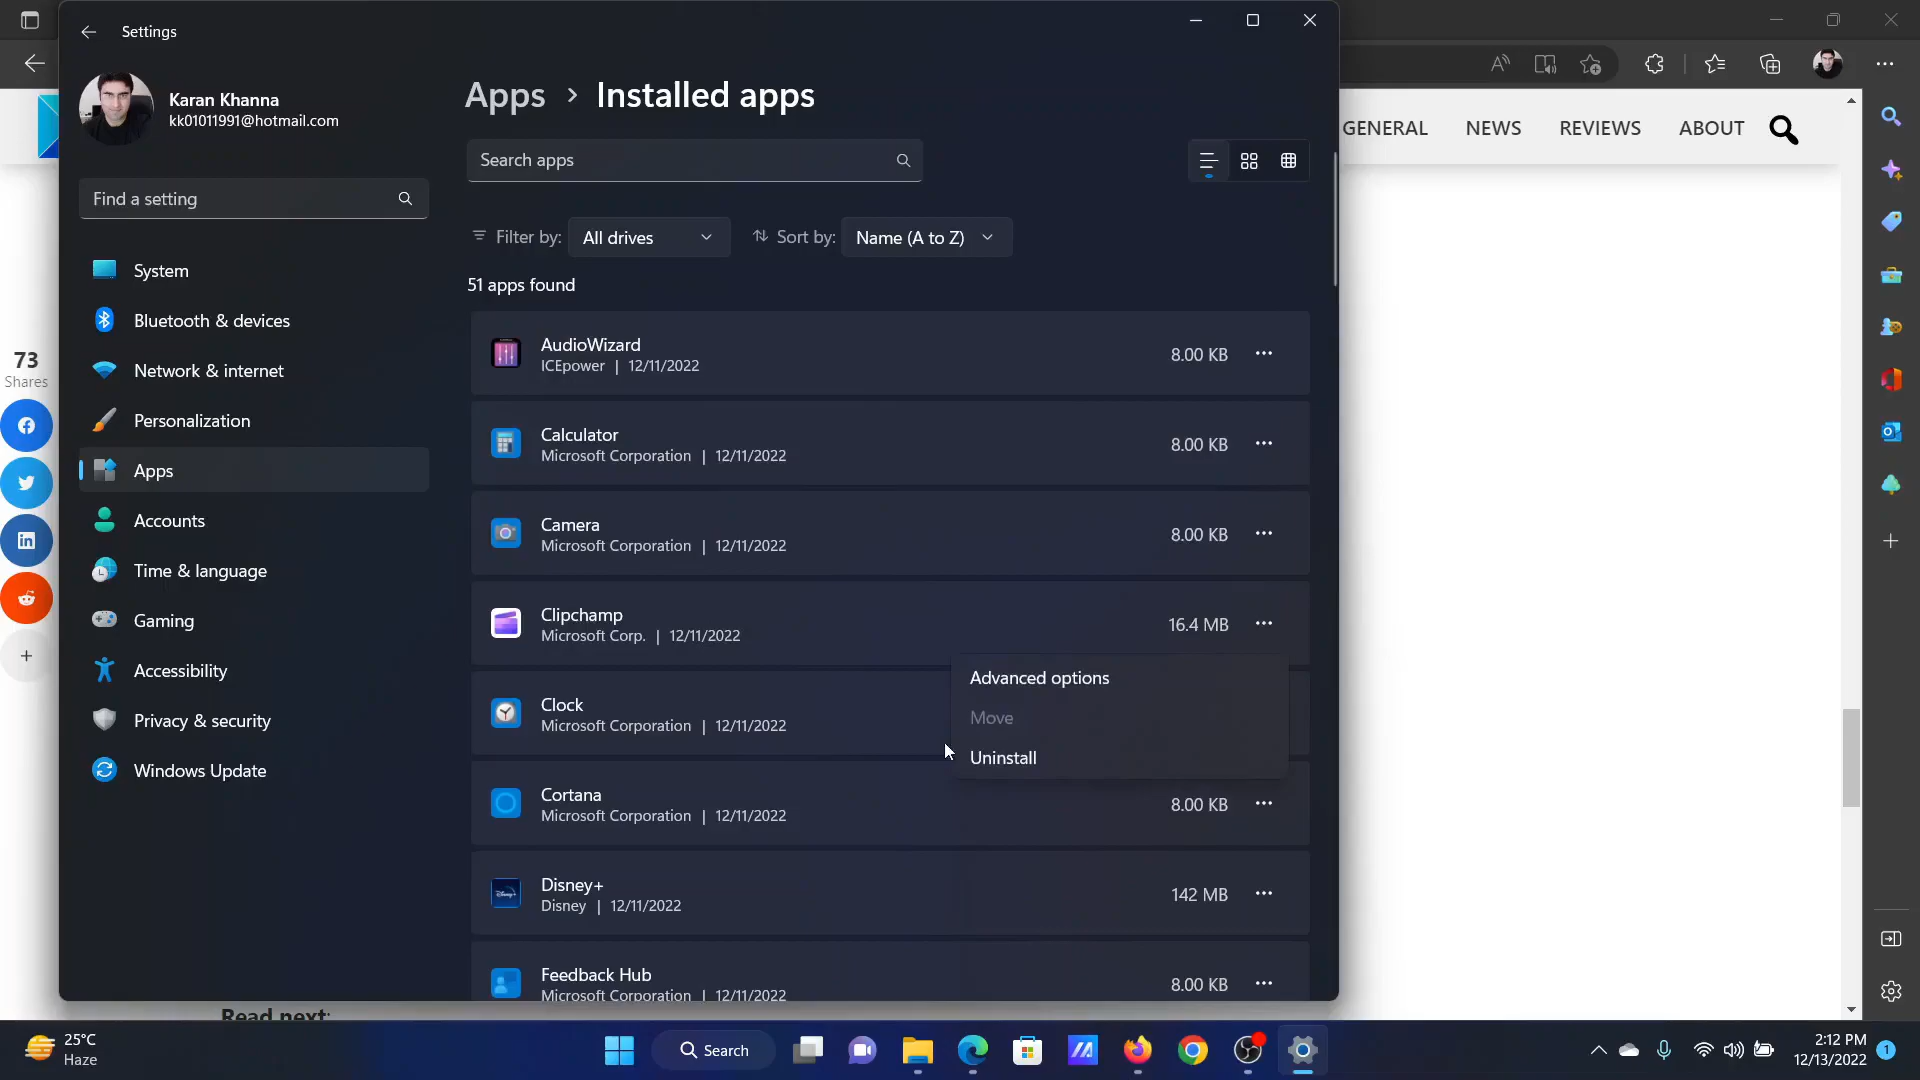 Settings
Karan Khanna
kk01011991@hotmail.com
Find a setting
System
Bluetooth & devices
Network & internet
Personalization
Apps
Accounts
Time & language
Gaming
Accessibility
Privacy & security
Windows Update
Apps > Installed apps
Search apps
Filter by: All drives Sort by: Name (A to Z)
51 apps found
AudioWizard
ICEpower | 12/11/2022
8.00 KB
Calculator
Microsoft Corporation | 12/11/2022
8.00 KB
Camera
Microsoft Corporation | 12/11/2022
8.00 KB
Clipchamp
Microsoft Corp. | 12/11/2022
16.4 MB
Advanced options
Move
Uninstall
Clock
Microsoft Corporation | 12/11/2022
Cortana
Microsoft Corporation | 12/11/2022
8.00 KB
Disney+
Disney | 12/11/2022
142 MB
Feedback Hub
Microsoft Corporation | 12/11/2022
8.00 KB
GENERAL NEWS REVIEWS ABOUT
73
Shares
Read next:
25°C
Haze
Search
2:12 PM
12/13/2022
1